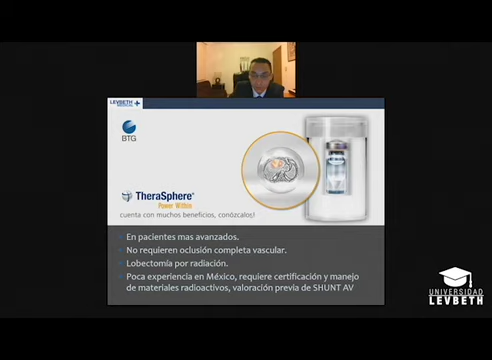 LEVBETH
MEDICAL
BTG
TheraSphere®
Power Within
cuenta con muchos beneficios, conózcalos!
En pacientes mas avanzados.
No requieren oclusión completa vascular.
Lobectomía por radiación.
Poca experiencia en México, requiere certificación y manejo
de materiales radioactivos, valoración previa de SHUNT AV
UNIVERSIDAD
LEVBETH